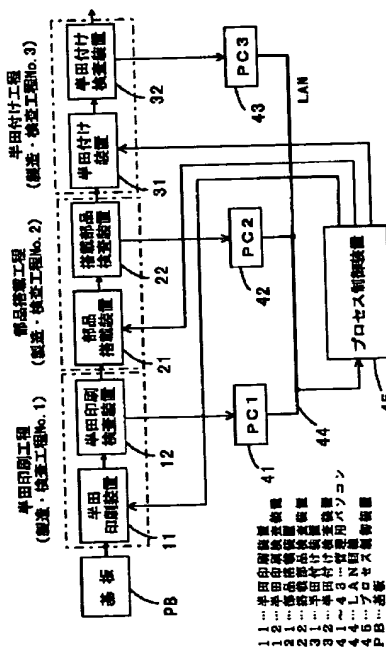 半田印刷工程
(製造・検査工程No.1)
部品搭載工程
(製造・検査工程No.2)
半田付け工程
(製造・検査工程No.3)
基板
半田
印刷装置
半田印刷
検査装置
部品
搭載装置
搭載部品
検査装置
半田付け
装置
半田付け
検査装置
PB
11
12
21
22
31
32
PC1
PC2
PC3
41
42
43
LAN
44
プロセス制御装置
45
11…半田印刷装置
12…半田印刷検査装置
21…部品搭載装置
22…搭載部品検査装置
31…半田付け装置
32…半田付け検査装置
41~43…管理用パソコン
44…LAN回線
45…プロセス制御装置
PB…基板